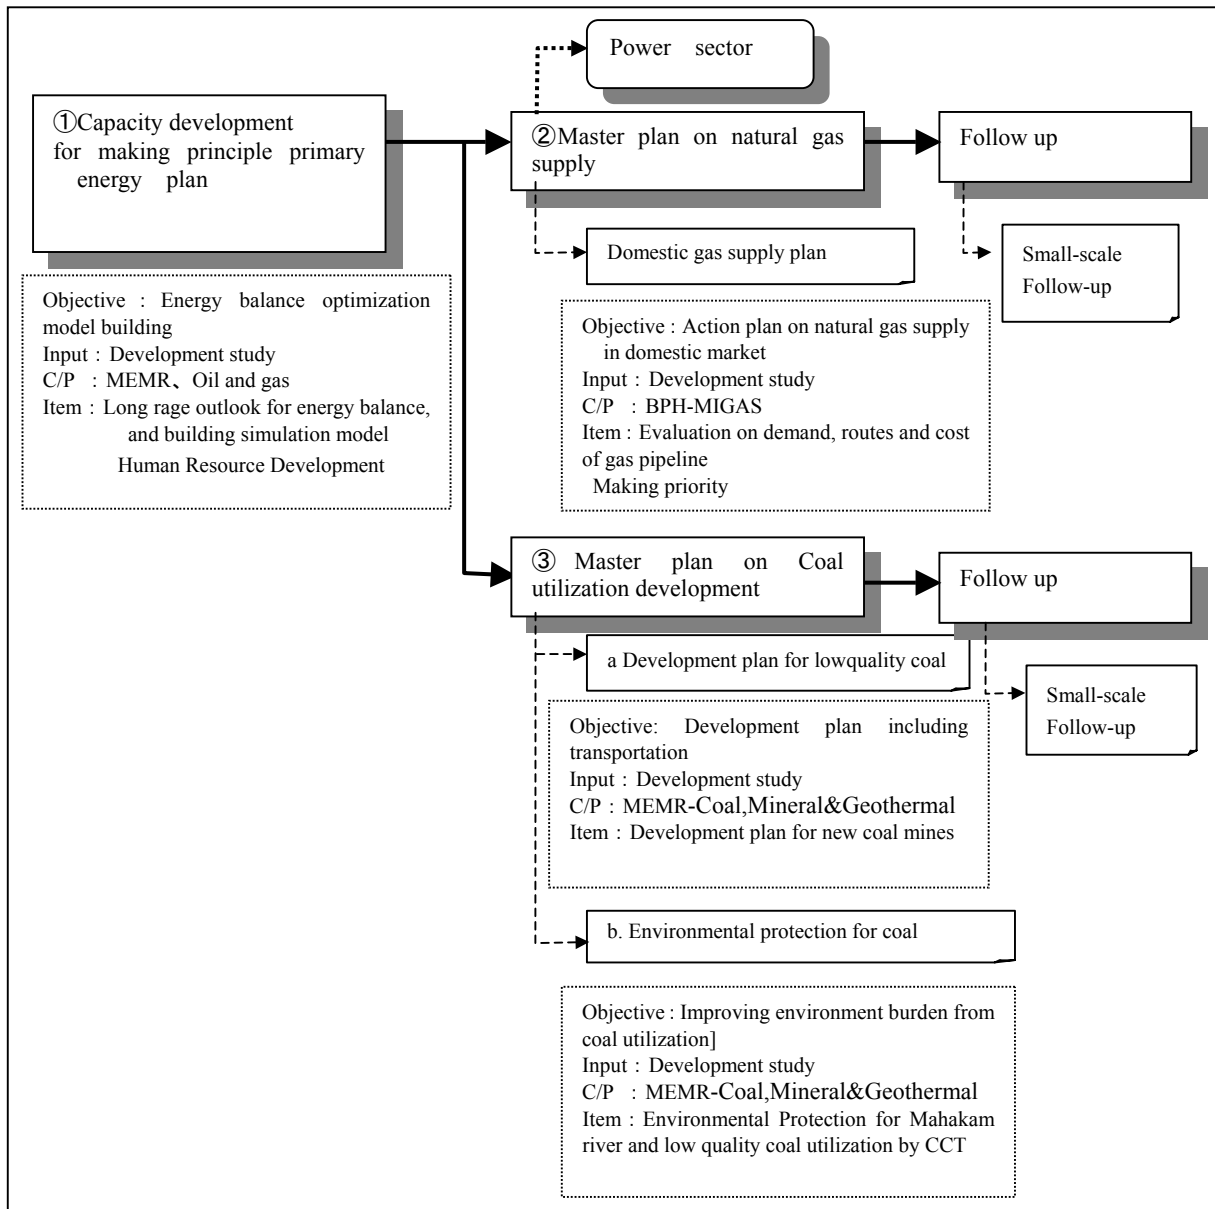 Power sector
①Capacity development
for making principle primary
energy plan
②Master plan on natural gas
supply
Follow up
Domestic gas supply plan
Small-scale
Follow-up
Objective : Energy balance optimization
model building
Input : Development study
C/P : MEMR、Oil and gas
Item : Long rage outlook for energy balance,
and building simulation model
Human Resource Development
Objective : Action plan on natural gas supply
in domestic market
Input : Development study
C/P : BPH-MIGAS
Item : Evaluation on demand, routes and cost
of gas pipeline
Making priority
③ Master plan on Coal
utilization development
Follow up
a Development plan for lowquality coal
Small-scale
Follow-up
Objective: Development plan including
transportation
Input : Development study
C/P : MEMR-Coal,Mineral&Geothermal
Item : Development plan for new coal mines
b. Environmental protection for coal
Objective : Improving environment burden from
coal utilization]
Input : Development study
C/P : MEMR-Coal,Mineral&Geothermal
Item : Environmental Protection for Mahakam
river and low quality coal utilization by CCT